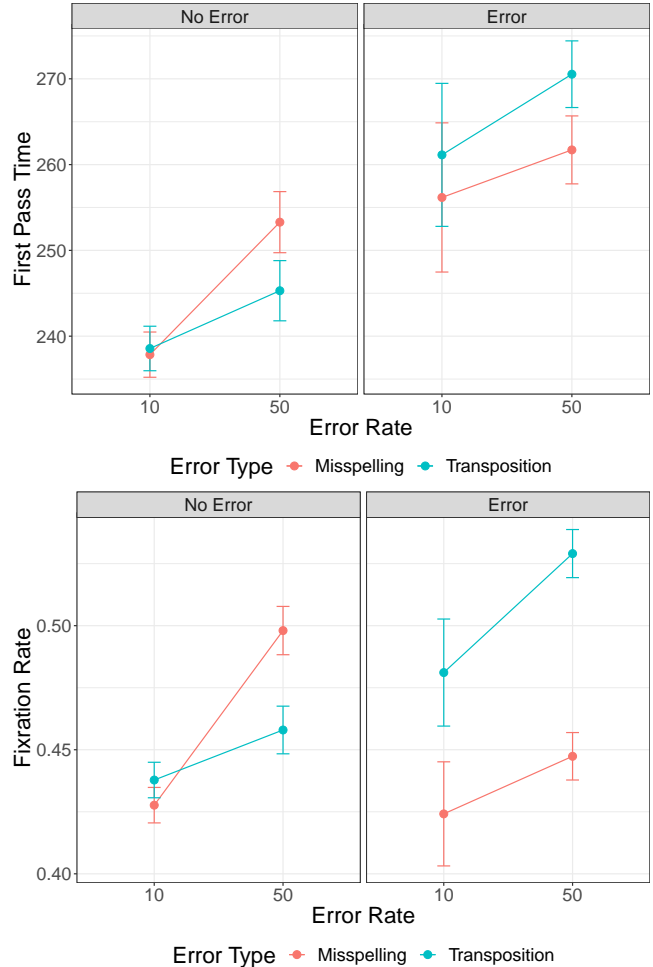 No Error Error
First Pass Time
270
260
250
240
10 50 10 50
Error Rate
Error Type Misspelling Transposition
No Error Error
Fixration Rate
0.50
0.45
0.40
10 50 10 50
Error Rate
Error Type Misspelling Transposition